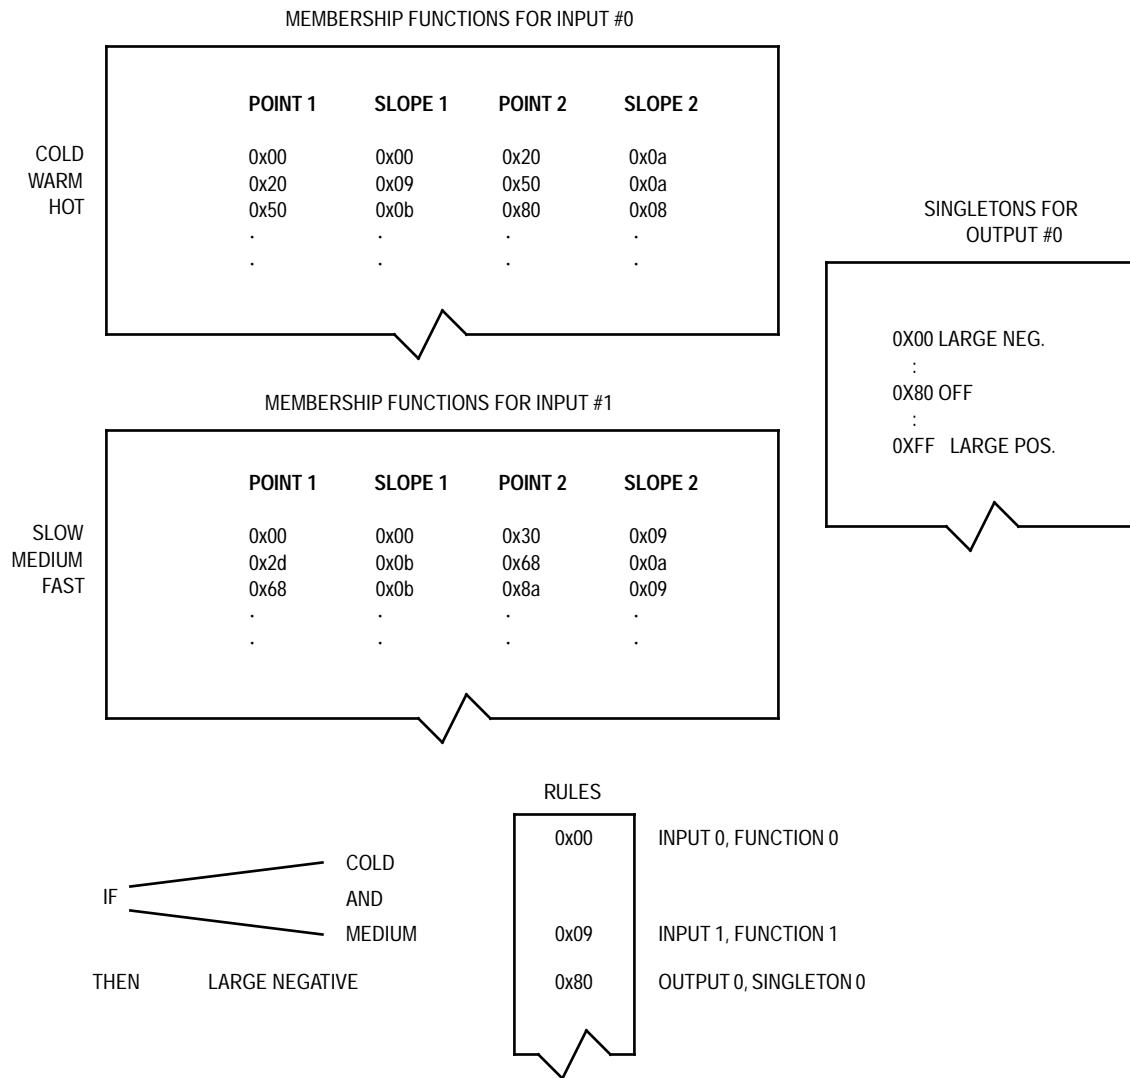 MEMBERSHIP FUNCTIONS FOR INPUT #0
POINT 1 SLOPE 1 POINT 2 SLOPE 2
COLD 0x00 0x00 0x20 0x0a
WARM 0x20 0x09 0x50 0x0a
HOT 0x50 0x0b 0x80 0x08
. . . .
. . . .
SINGLETONS FOR
OUTPUT #0
0X00 LARGE NEG.
:
0X80 OFF
:
0XFF LARGE POS.
MEMBERSHIP FUNCTIONS FOR INPUT #1
POINT 1 SLOPE 1 POINT 2 SLOPE 2
SLOW 0x00 0x00 0x30 0x09
MEDIUM 0x2d 0x0b 0x68 0x0a
FAST 0x68 0x0b 0x8a 0x09
. . . .
. . . .
RULES
0x00 INPUT 0, FUNCTION 0
COLD
IF AND
MEDIUM 0x09 INPUT 1, FUNCTION 1
THEN LARGE NEGATIVE 0x80 OUTPUT 0, SINGLETON 0